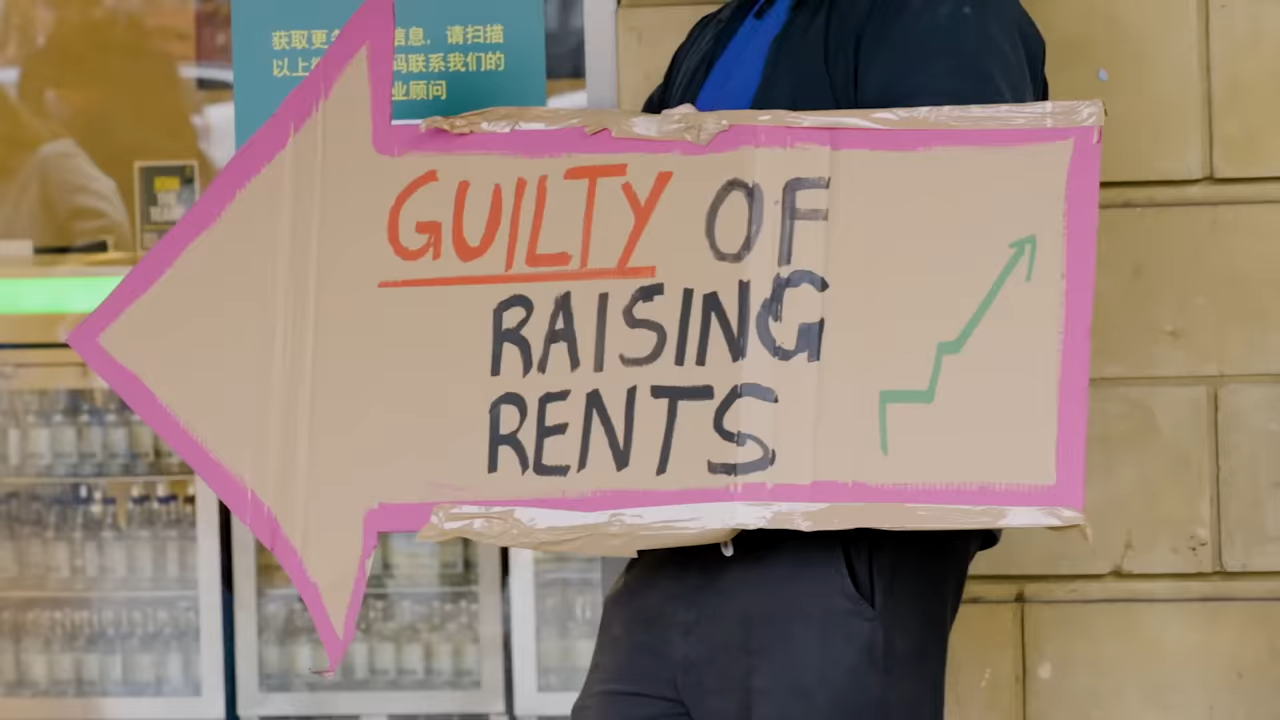 获取更 信息，请扫描
以上 码联系我们的
业顾问
GUILTY OF
RAISING
RENTS